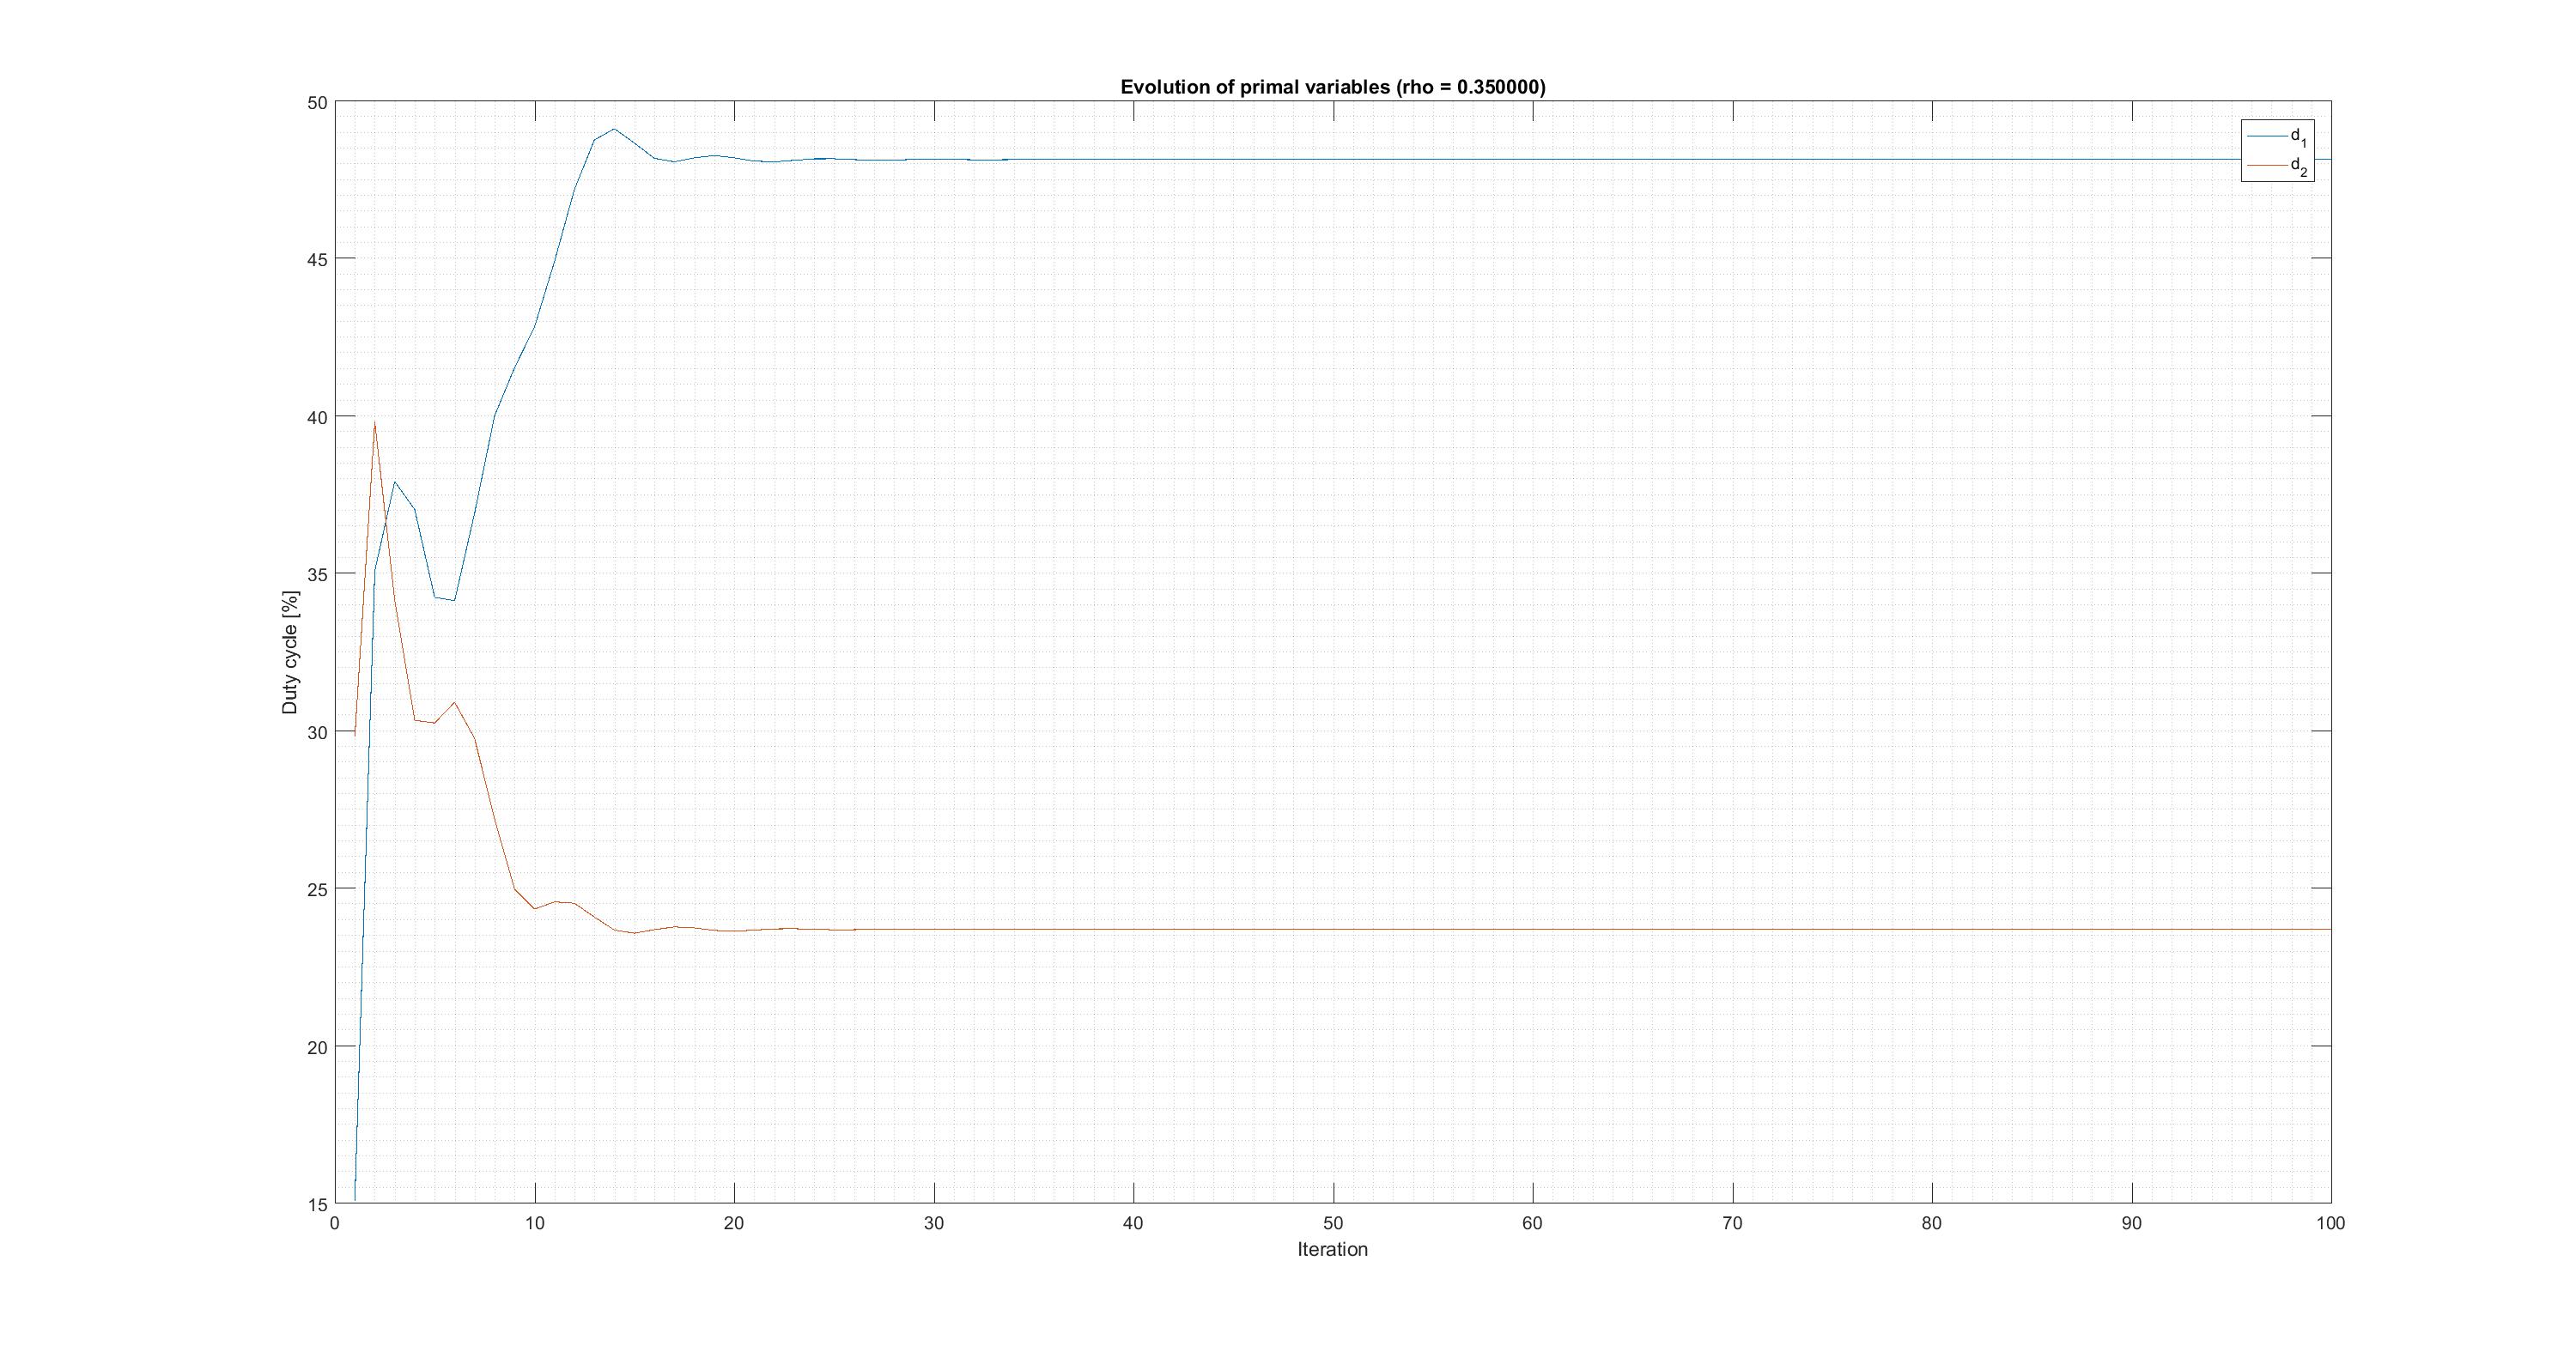 Evolution of primal variables (rho = 0.350000)
50
45
40
35
30
25
20
15
Duty cycle [%]
d1
d2
0 10 20 30 40 50 60 70 80 90 100
Iteration